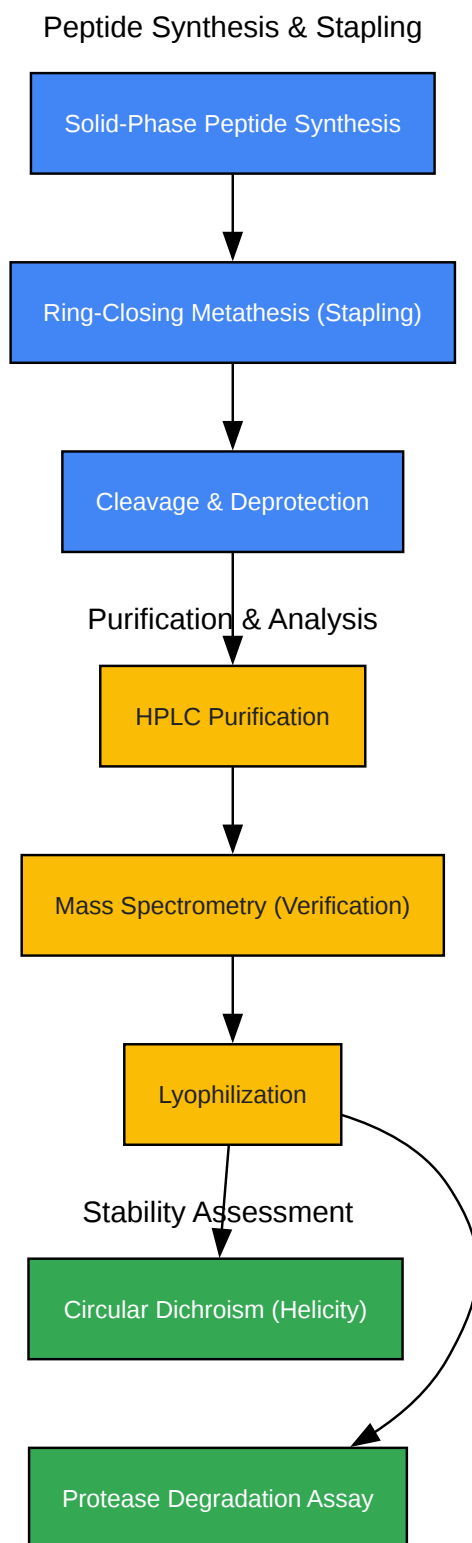 Peptide Synthesis & Stapling
Solid-Phase Peptide Synthesis
Ring-Closing Metathesis (Stapling)
Cleavage & Deprotection
Purification & Analysis
HPLC Purification
Mass Spectrometry (Verification)
Lyophilization
Stability Assessment
Circular Dichroism (Helicity)
Protease Degradation Assay